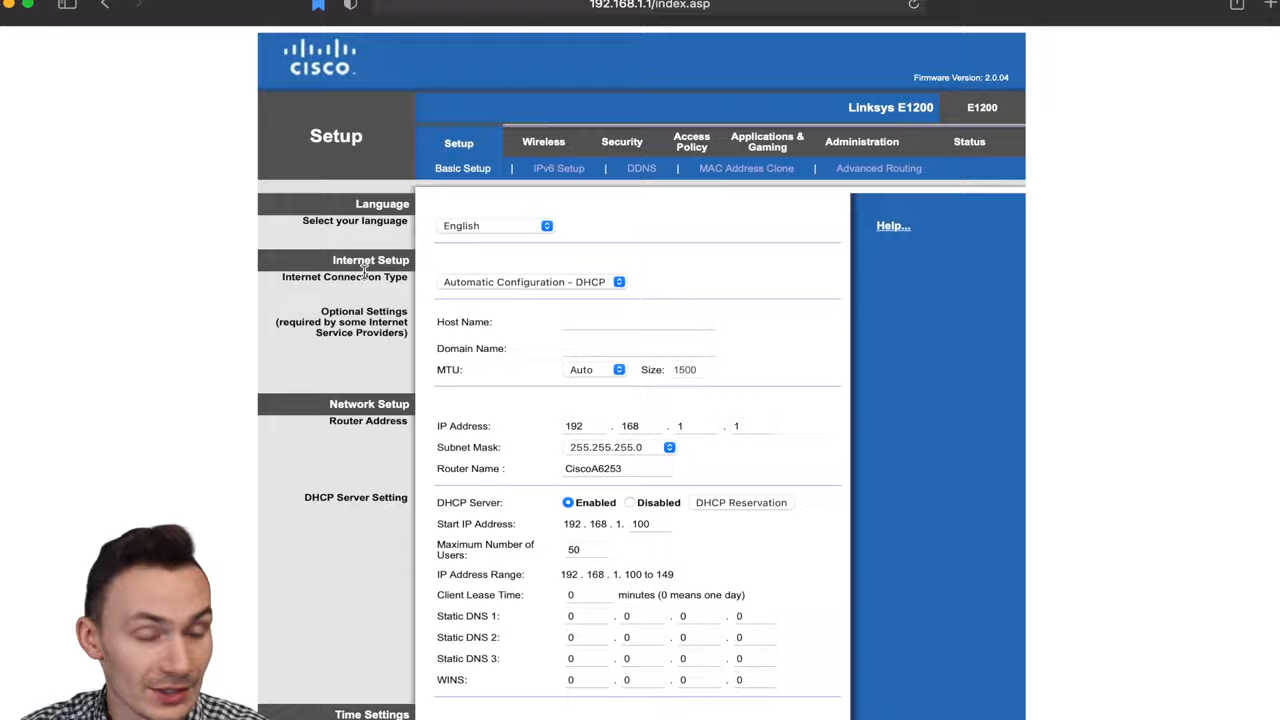 192.168.1.1/index.asp
CISCO
Firmware Version: 2.0.04
Linksys E1200 E1200
Setup
Setup Wireless Security Access Policy Applications & Gaming Administration Status
Basic Setup | IPv6 Setup | DDNS | MAC Address Clone | Advanced Routing
Language
Select your language
English
Help...
Internet Setup
Internet Connection Type
Automatic Configuration - DHCP
Optional Settings
(required by some Internet
Service Providers)
Host Name:
Domain Name:
MTU: Auto Size: 1500
Network Setup
Router Address
IP Address: 192 . 168 . 1 . 1
Subnet Mask: 255.255.255.0
Router Name : CiscoA6253
DHCP Server Setting
DHCP Server: Enabled Disabled DHCP Reservation
Start IP Address: 192 . 168 . 1. 100
Maximum Number of
Users: 50
IP Address Range: 192 . 168 . 1. 100 to 149
Client Lease Time: 0 minutes (0 means one day)
Static DNS 1: 0 . 0 . 0 . 0
Static DNS 2: 0 . 0 . 0 . 0
Static DNS 3: 0 . 0 . 0 . 0
WINS: 0 . 0 . 0 . 0
Time Settings